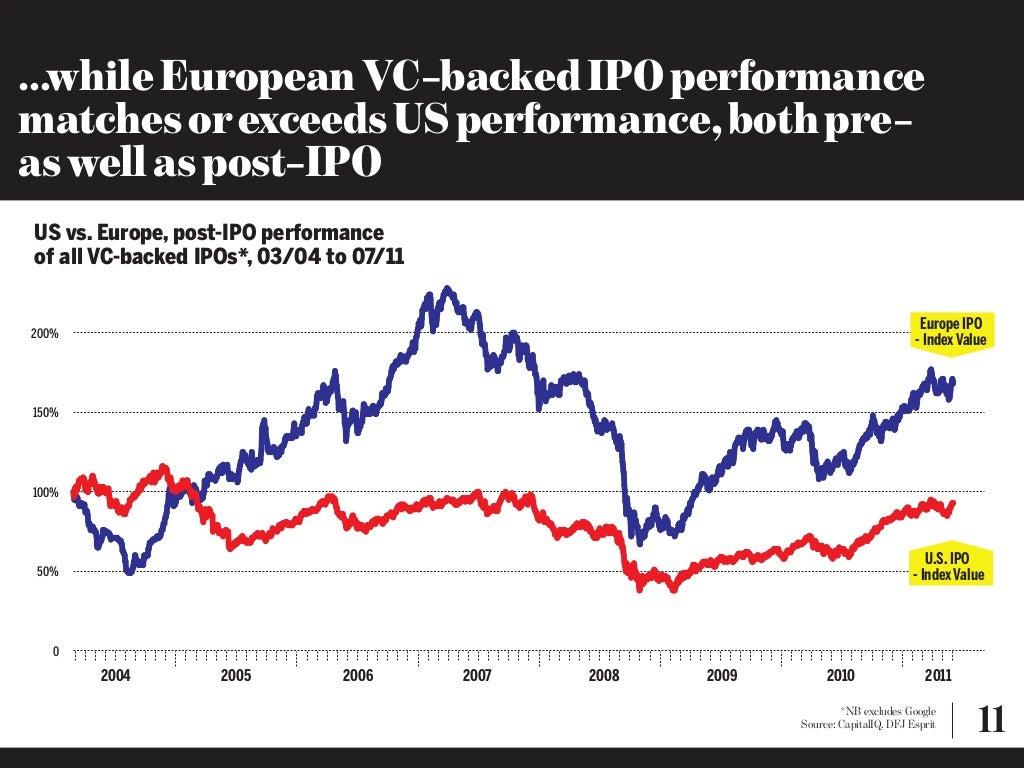 ...while European VC-backed IPO performance
matches or exceeds US performance, both pre-
as well as post-IPO
US vs. Europe, post-IPO performance
of all VC-backed IPOs*, 03/04 to 07/11
200%
150%
100%
50%
0
Europe IPO
- Index Value
U.S. IPO
- Index Value
2004 2005 2006 2007 2008 2009 2010 2011
*NB excludes Google
Source: CapitalIQ, DFJ Esprit
11